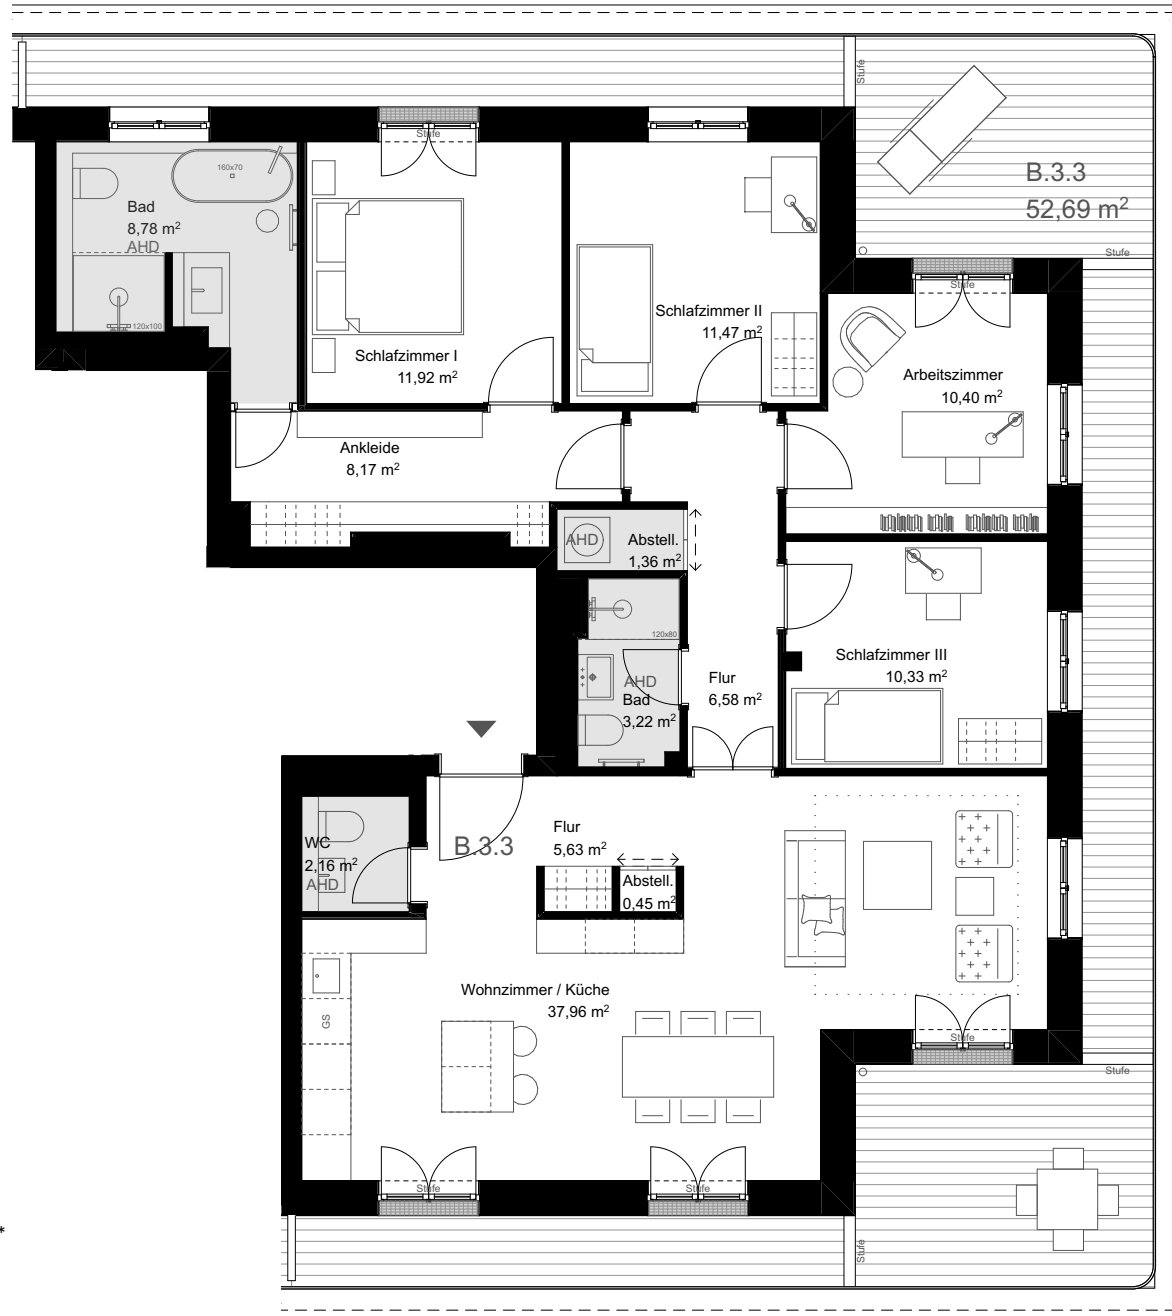 Stufe
Stufe
160x70
B.3.3
52,69 m²
Bad
8,78 m²
AHD
Stufe
Stufe
120x100
Schlafzimmer II
11,47 m²
Schlafzimmer I
11,92 m²
Arbeitszimmer
10,40 m²
Ankleide
8,17 m²
AHD
Abstell.
1,36 m²
120x80
Schlafzimmer III
10,33 m²
AHD
Bad
3,22 m²
Flur
6,58 m²
WC
2,16 m²
AHD
B.3.3
Flur
5,63 m²
Abstell.
0,45 m²
Wohnzimmer / Küche
37,96 m²
GS
Stufe
Stufe
Stufe
Stufe
*
Stufe